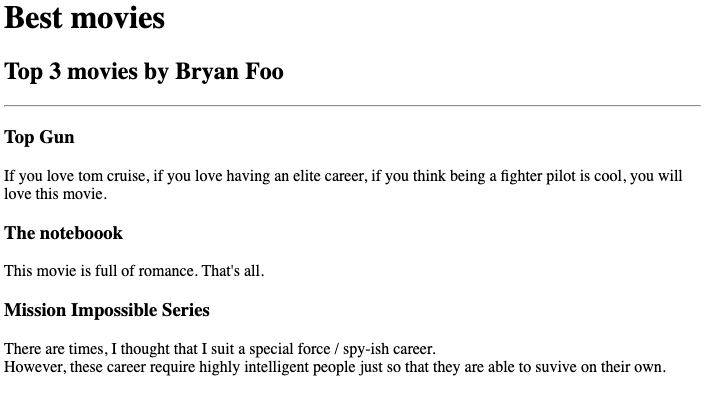 Best movies
Top 3 movies by Bryan Foo
Top Gun
If you love tom cruise, if you love having an elite career, if you think being a fighter pilot is cool, you will
love this movie.
The noteboook
This movie is full of romance. That's all.
Mission Impossible Series
There are times, I thought that I suit a special force / spy-ish career.
However, these career require highly intelligent people just so that they are able to suvive on their own.